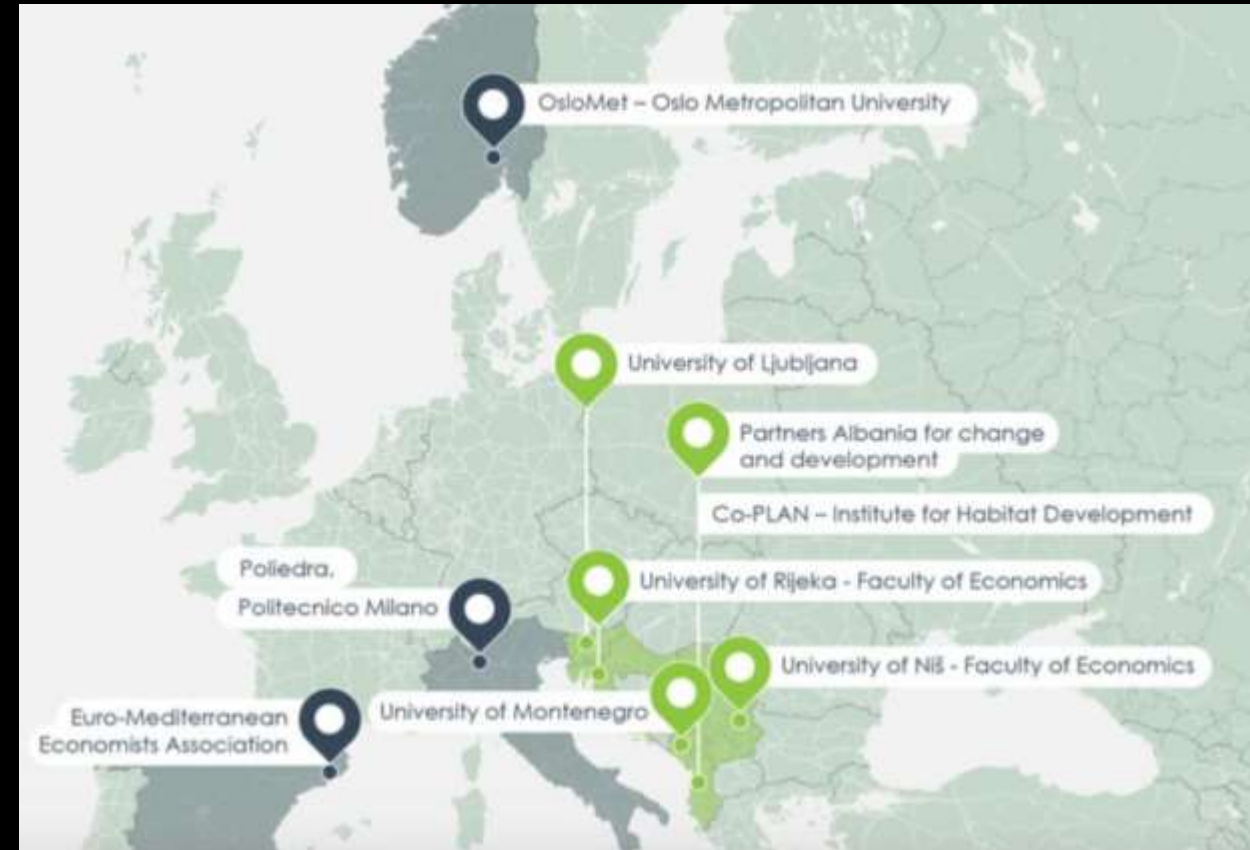 OsloMet – Oslo Metropolitan University
University of Ljubljana
Partners Albania for change
and development
Co-PLAN – Institute for Habitat Development
Poliedra,
University of Rijeka - Faculty of Economics
Politecnico Milano
University of Niš - Faculty of Economics
University of Montenegro
Euro-Mediterranean
Economists Association